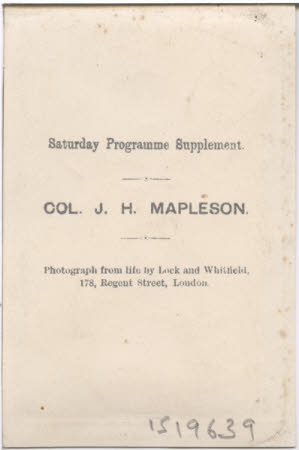 Saturday Programme Supplement.
COL. J. H. MAPLESON.
Photograph from life by Lock and Whitfield,
178, Regent Street, London.
1519639